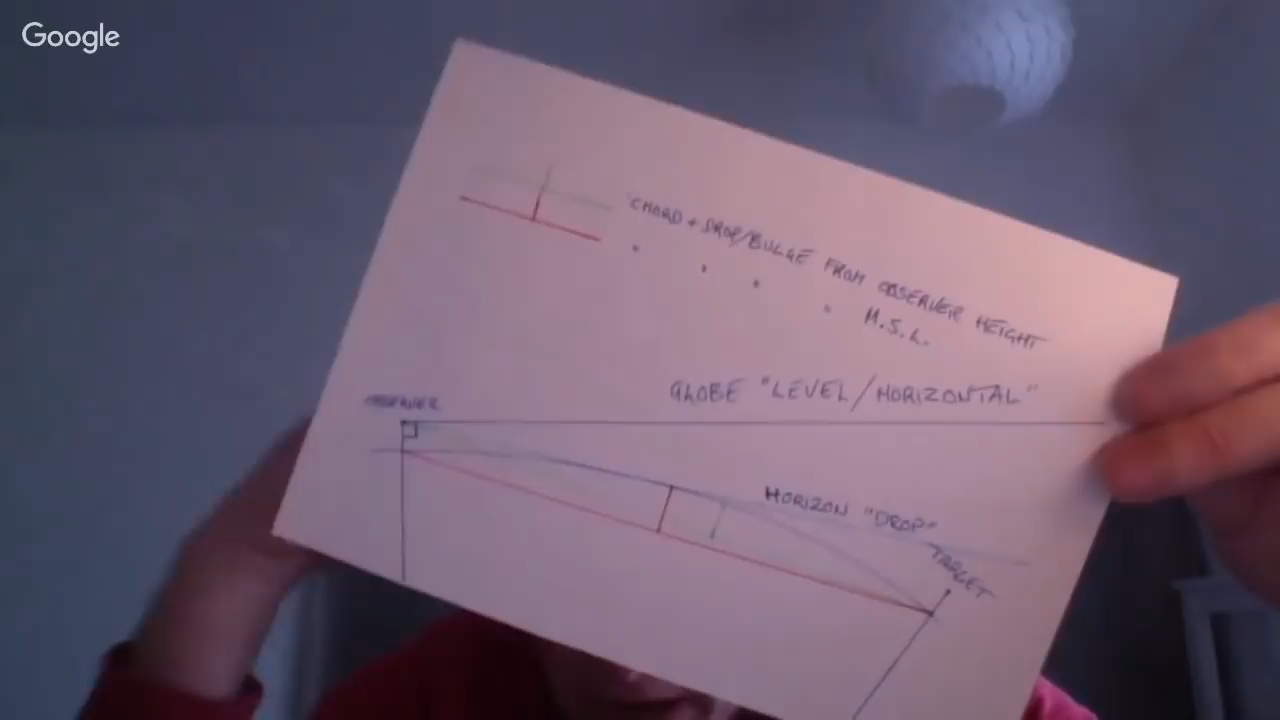 Google
CHORD + DROP/BULGE FROM OBSERVER HEIGHT
M.S.L.
GLOBE "LEVEL/HORIZONTAL"
OBSERVER
HORIZON "DROP"
TARGET